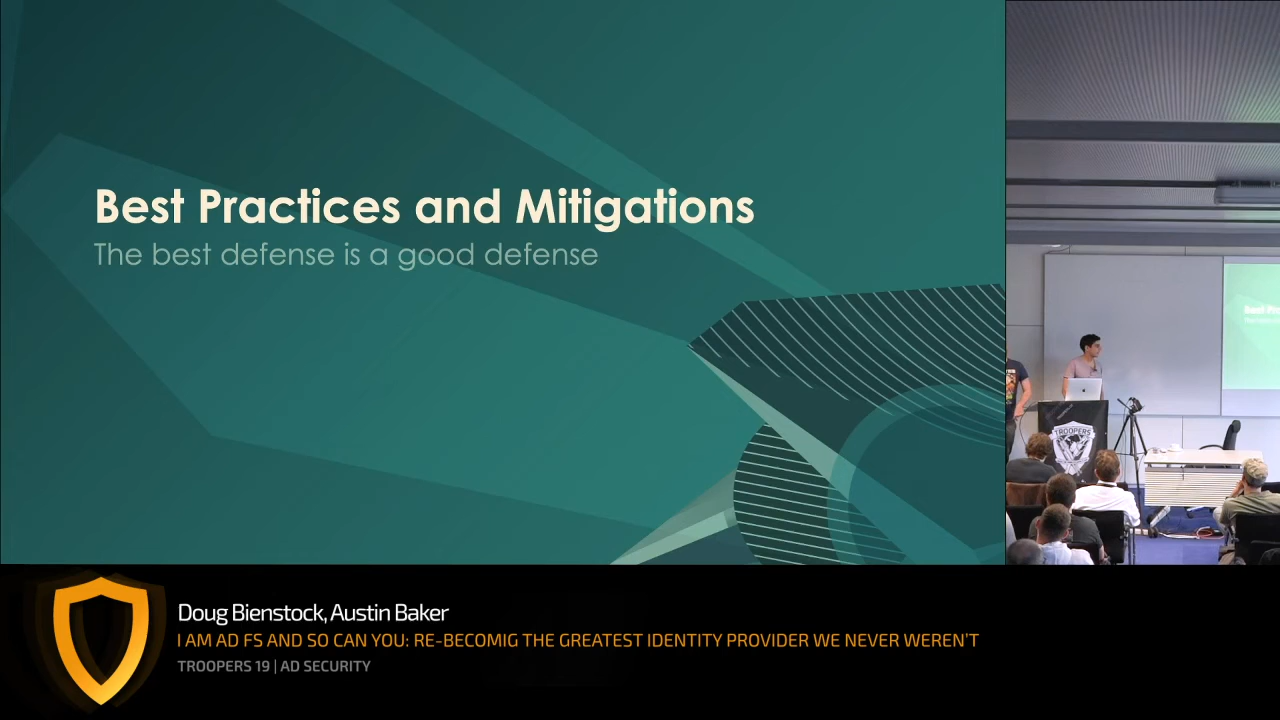 Best Practices and Mitigations
The best defense is a good defense
TROOPERS
Doug Bienstock, Austin Baker
I AM AD FS AND SO CAN YOU: RE-BECOMIG THE GREATEST IDENTITY PROVIDER WE NEVER WEREN'T
TROOPERS 19 | AD SECURITY